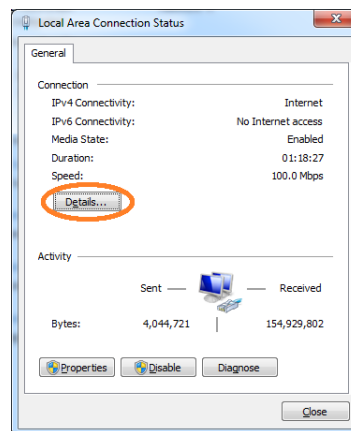 Local Area Connection Status
General
Connection
IPv4 Connectivity: Internet
IPv6 Connectivity: No Internet access
Media State: Enabled
Duration: 01:18:27
Speed: 100.0 Mbps
Details...
Activity
Sent — Received
Bytes: 4,044,721 | 154,929,802
Properties Disable Diagnose
Close